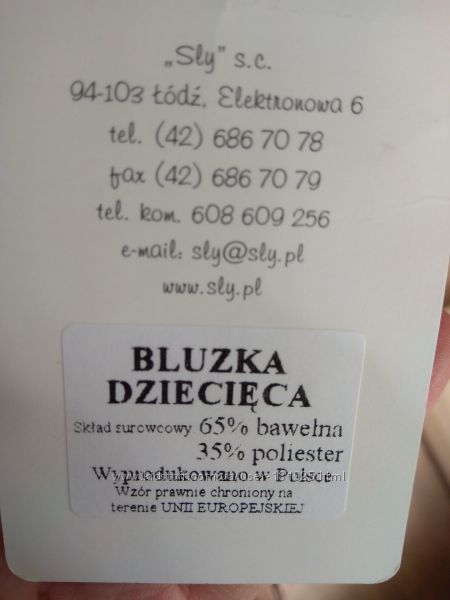 „Sly” s.c.
94-103 Łódź, Elektronowa 6
tel. (42) 686 70 78
fax (42) 686 70 79
tel. kom. 608 609 256
e-mail: sly@sly.pl
www.sly.pl
BLUZKA
DZIECIĘCA
Skład surowcowy 65% bawełna
35% poliester
Wyprodukowano w Polsce
Wzór prawnie chroniony na
terenie UNII EUROPEJSKIEJ